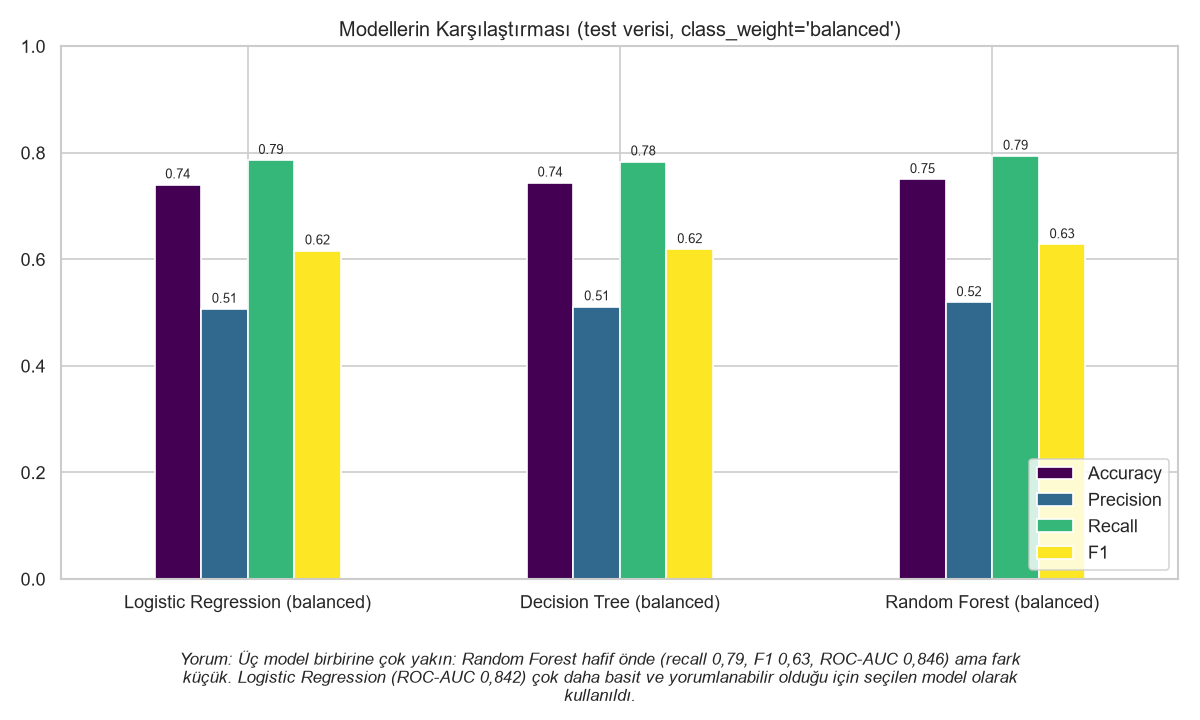 Modellerin Karşılaştırması (test verisi, class_weight='balanced')
1.0
0.8
0.6
0.4
0.2
0.0
0.74
0.51
0.79
0.62
0.74
0.51
0.78
0.62
0.75
0.52
0.79
0.63
Accuracy
Precision
Recall
F1
Logistic Regression (balanced)
Decision Tree (balanced)
Random Forest (balanced)
Yorum: Üç model birbirine çok yakın: Random Forest hafif önde (recall 0,79, F1 0,63, ROC-AUC 0,846) ama fark
küçük. Logistic Regression (ROC-AUC 0,842) çok daha basit ve yorumlanabilir olduğu için seçilen model olarak
kullanıldı.